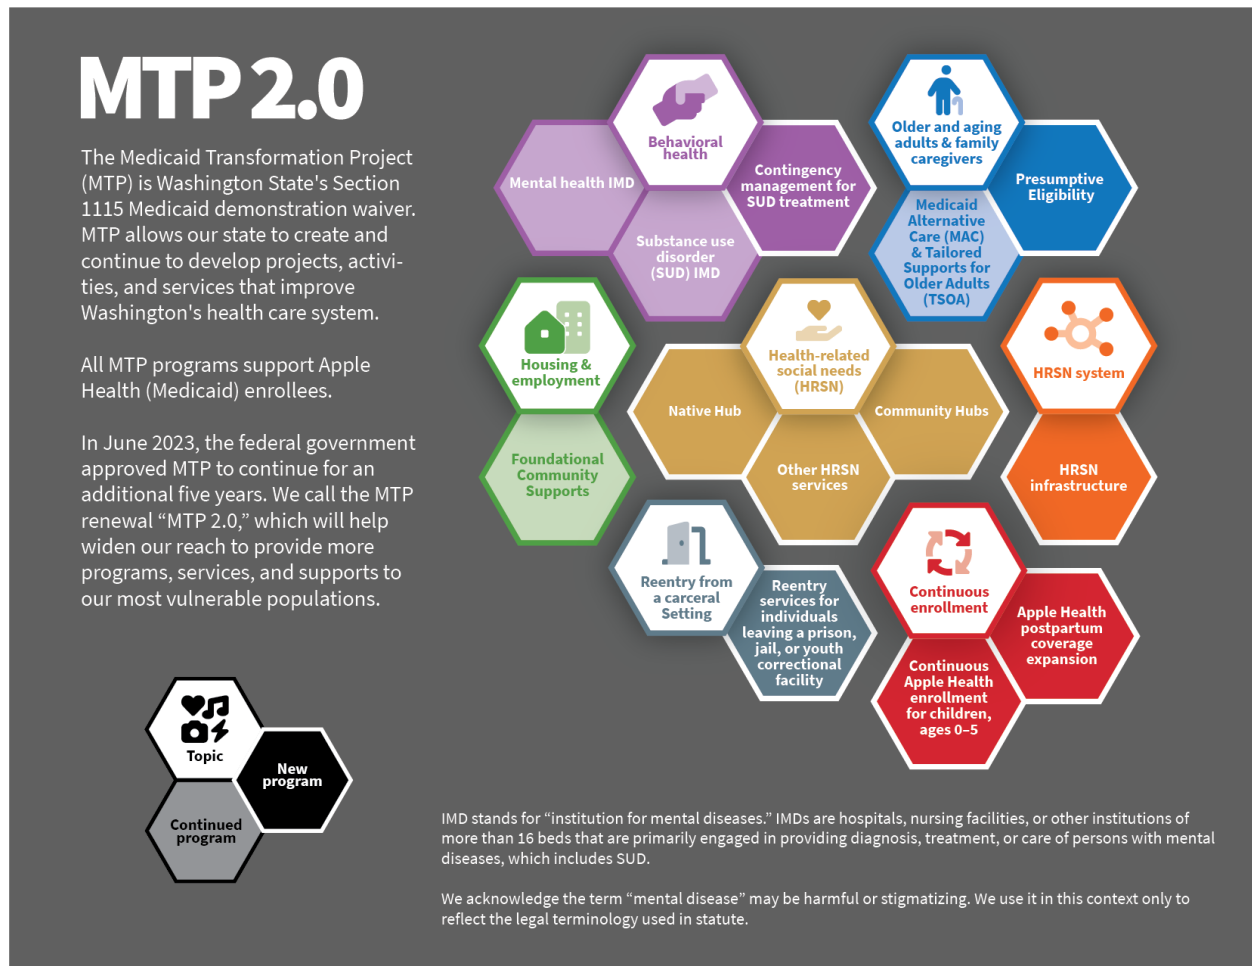 MTP 2.0
The Medicaid Transformation Project
(MTP) is Washington State's Section
1115 Medicaid demonstration waiver.
MTP allows our state to create and
continue to develop projects, activi-
ties, and services that improve
Washington's health care system.
All MTP programs support Apple
Health (Medicaid) enrollees.
In June 2023, the federal government
approved MTP to continue for an
additional five years. We call the MTP
renewal “MTP 2.0,” which will help
widen our reach to provide more
programs, services, and supports to
our most vulnerable populations.
Topic
New
program
Continued
program
Behavioral
health
Mental health IMD
Contingency
management for
SUD treatment
Substance use
disorder
(SUD) IMD
Older and aging
adults & family
caregivers
Presumptive
Eligibility
Medicaid
Alternative
Care (MAC)
& Tailored
Supports for
Older Adults
(TSOA)
Housing &
employment
Foundational
Community
Supports
Health-related
social needs
(HRSN)
Native Hub
Community Hubs
Other HRSN
services
HRSN system
HRSN
infrastructure
Reentry from
a carceral
Setting
Reentry
services for
individuals
leaving a prison,
jail, or youth
correctional
facility
Continuous
enrollment
Apple Health
postpartum
coverage
expansion
Continuous
Apple Health
enrollment
for children,
ages 0–5
IMD stands for “institution for mental diseases.” IMDs are hospitals, nursing facilities, or other institutions of
more than 16 beds that are primarily engaged in providing diagnosis, treatment, or care of persons with mental
diseases, which includes SUD.
We acknowledge the term “mental disease” may be harmful or stigmatizing. We use it in this context only to
reflect the legal terminology used in statute.